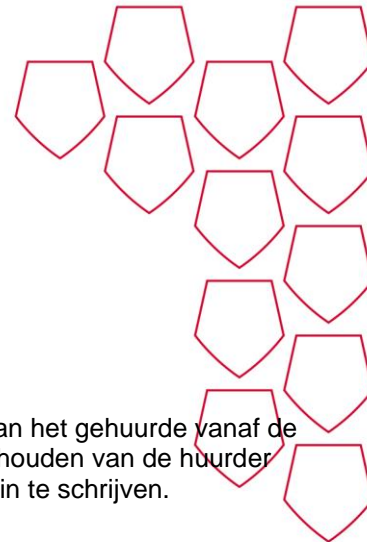 an het gehuurde vanaf de
houden van de huurder
in te schrijven.